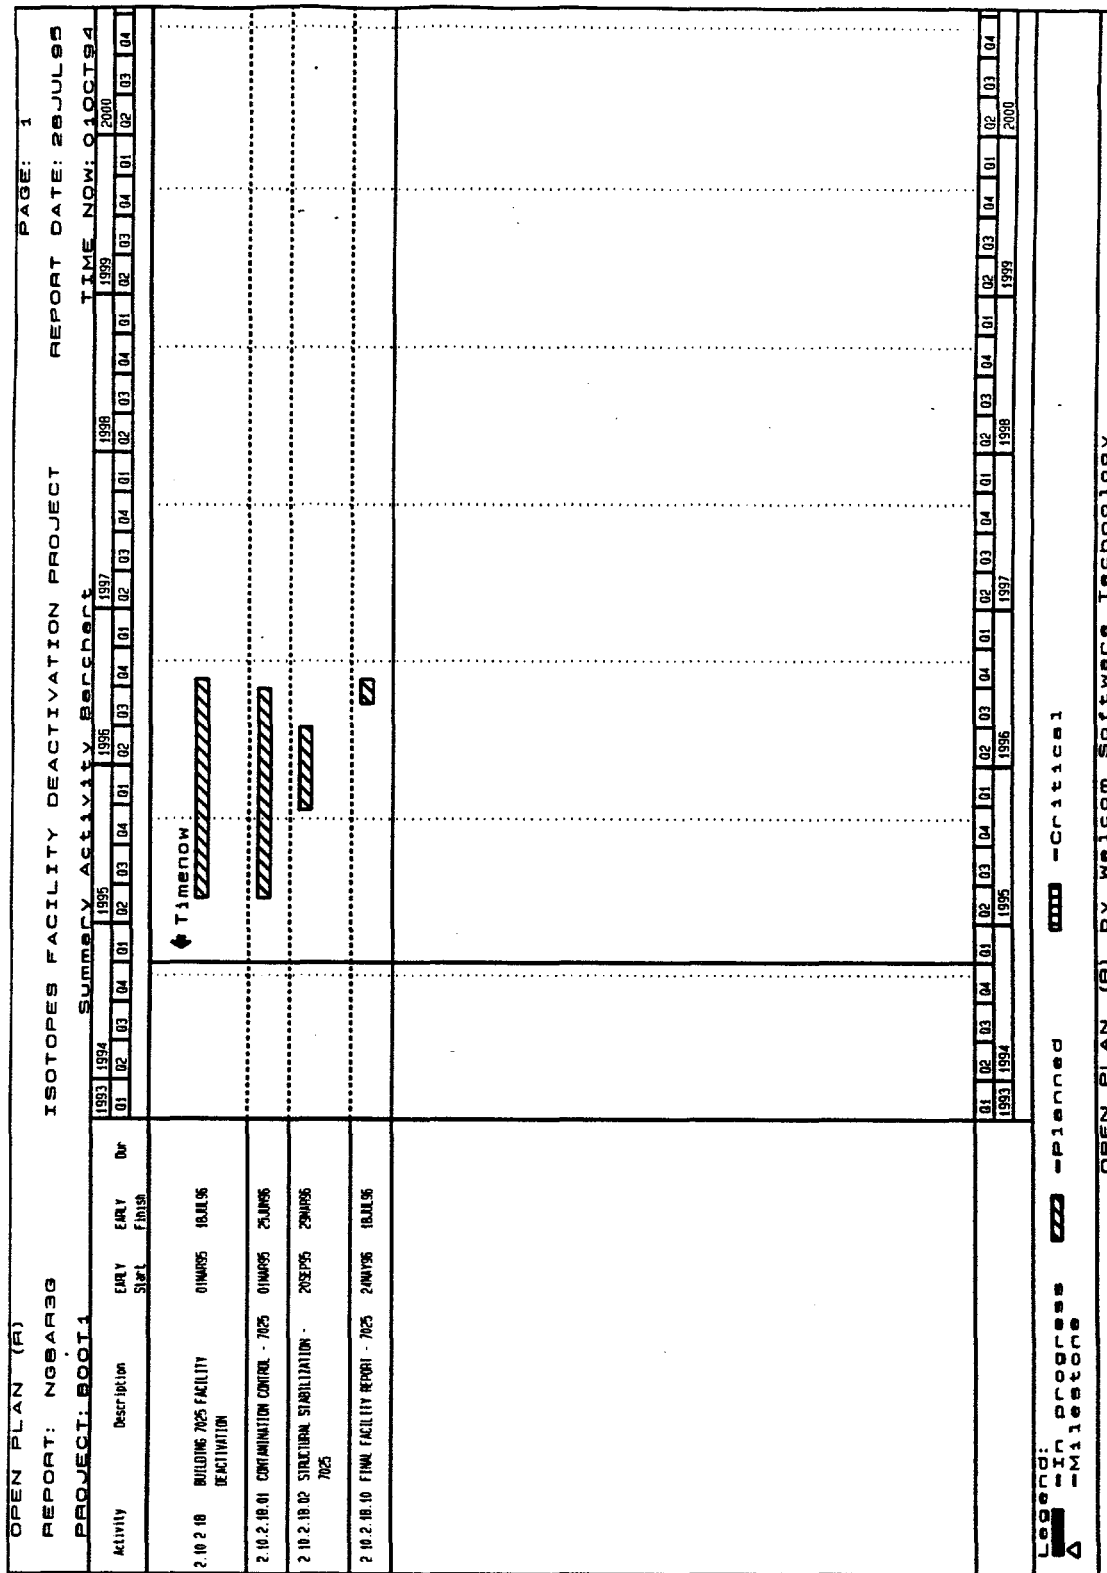 OPEN PLAN (R) PAGE: 1
REPORT: NGBAR3G ISOTOPES FACILITY DEACTIVATION PROJECT REPORT DATE: 28JUL95
PROJECT: BOOT1 Summary Activity Barchart TIME NOW: 01OCT94
Activity Description EARLY Start EARLY Finish Dur
1993 1994 1995 1996 1997 1998 1999 2000
Q1 Q2 Q3 Q4 Q1 Q2 Q3 Q4 Q1 Q2 Q3 Q4 Q1 Q2 Q3 Q4 Q1 Q2 Q3 Q4 Q1 Q2 Q3 Q4 Q1 Q2 Q3 Q4
Timenow
2.10 2 18 BUILDING 7025 FACILITY 01MAR95 18JUL96
DEACTIVATION
2.10.2.18.01 CONTAMINATION CONTROL - 7025 01MAR95 25JUN96
2 10.2.18.02 STRUCTURAL STABILIZATION - 20SEP95 29MAR96
7025
2 10.2.18.10 FINAL FACILITY REPORT - 7025 24MAY96 18JUL96
Q1 Q2 Q3 Q4 Q1 Q2 Q3 Q4 Q1 Q2 Q3 Q4 Q1 Q2 Q3 Q4 Q1 Q2 Q3 Q4 Q1 Q2 Q3 Q4 Q1 Q2 Q3 Q4
1993 1994 1995 1996 1997 1998 1999 2000
Legend:
-In progress -Planned -Critical
-Milestone
OPEN PLAN (R) by Welcom Software Technology